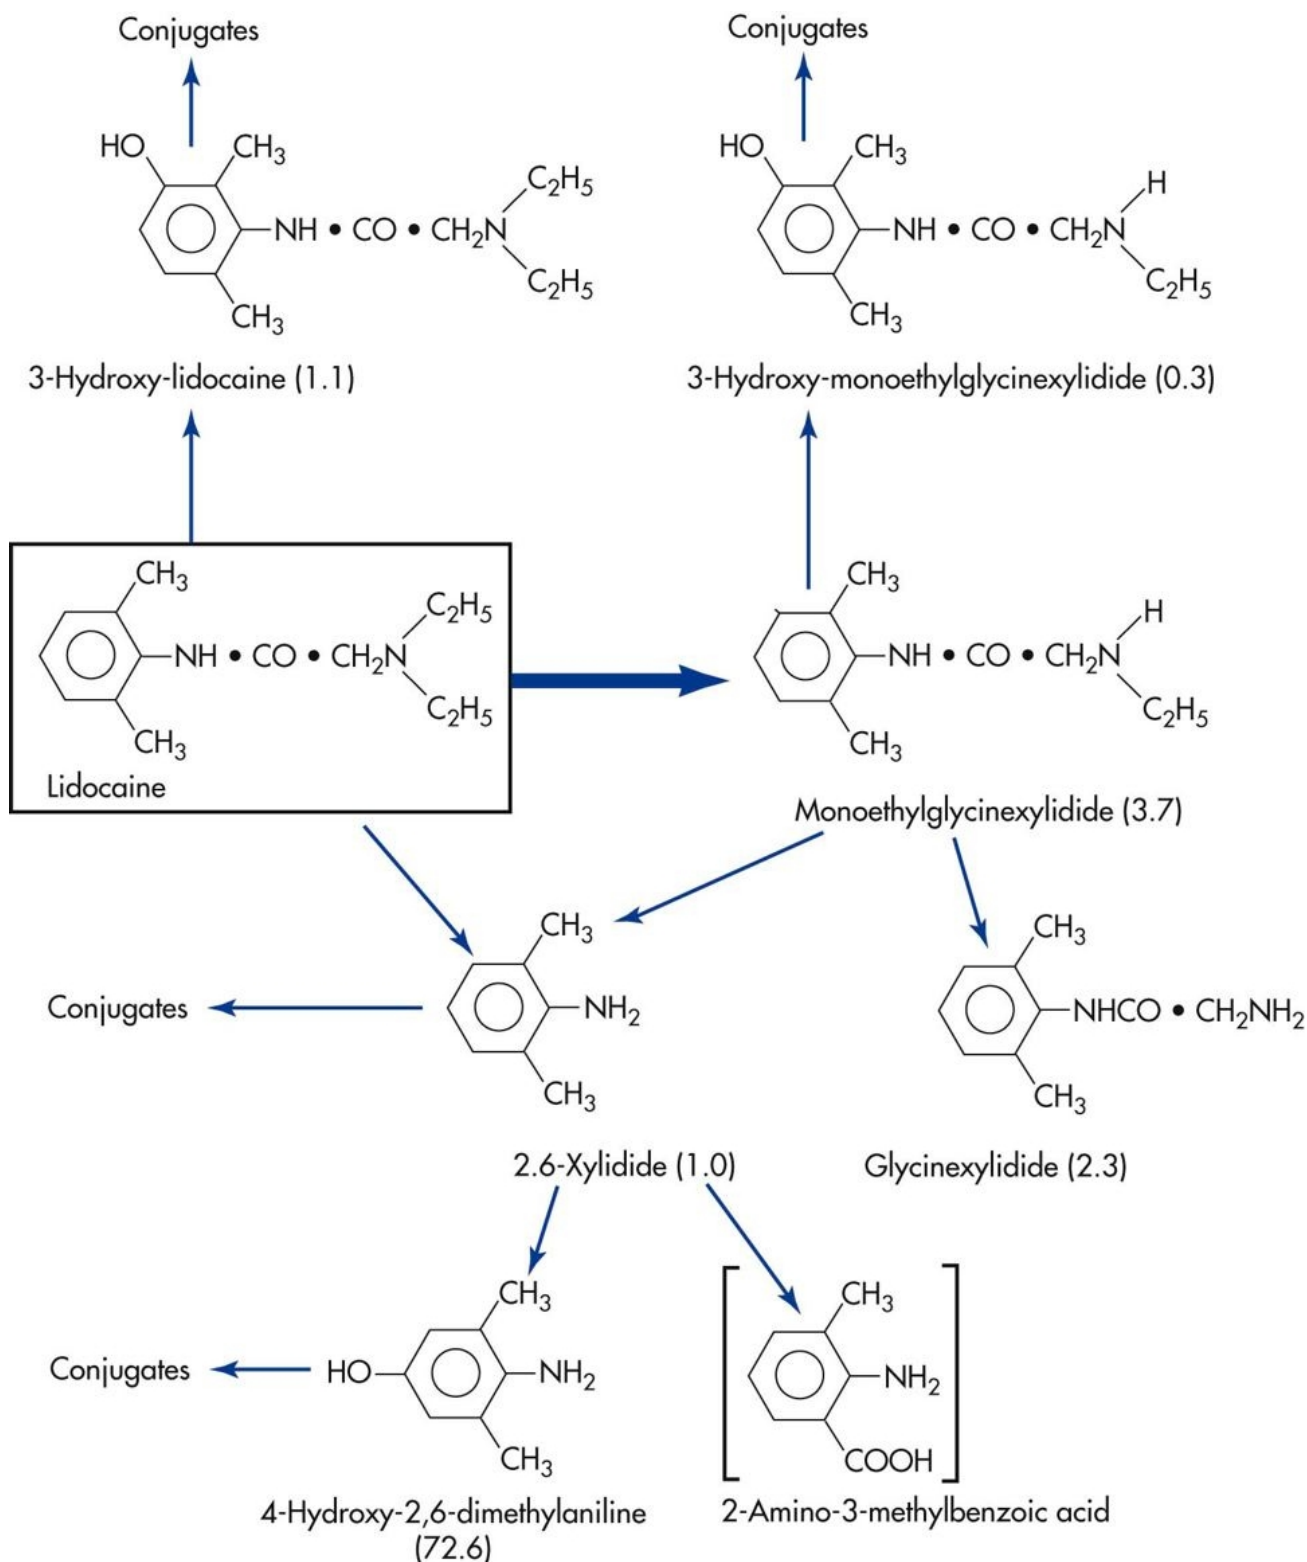 Conjugates
Conjugates
HO
CH3
C2H5
NH • CO • CH2N
C2H5
CH3
HO
CH3
H
NH • CO • CH2N
C2H5
CH3
3-Hydroxy-lidocaine (1.1)
3-Hydroxy-monoethylglycinexylidide (0.3)
CH3
C2H5
NH • CO • CH2N
C2H5
CH3
Lidocaine
CH3
H
NH • CO • CH2N
C2H5
CH3
Monoethylglycinexylidide (3.7)
CH3
Conjugates
NH2
CH3
CH3
NHCO • CH2NH2
CH3
2.6-Xylidide (1.0)
Glycinexylidide (2.3)
CH3
Conjugates
HO
NH2
CH3
CH3
NH2
COOH
4-Hydroxy-2,6-dimethylaniline
(72.6)
2-Amino-3-methylbenzoic acid